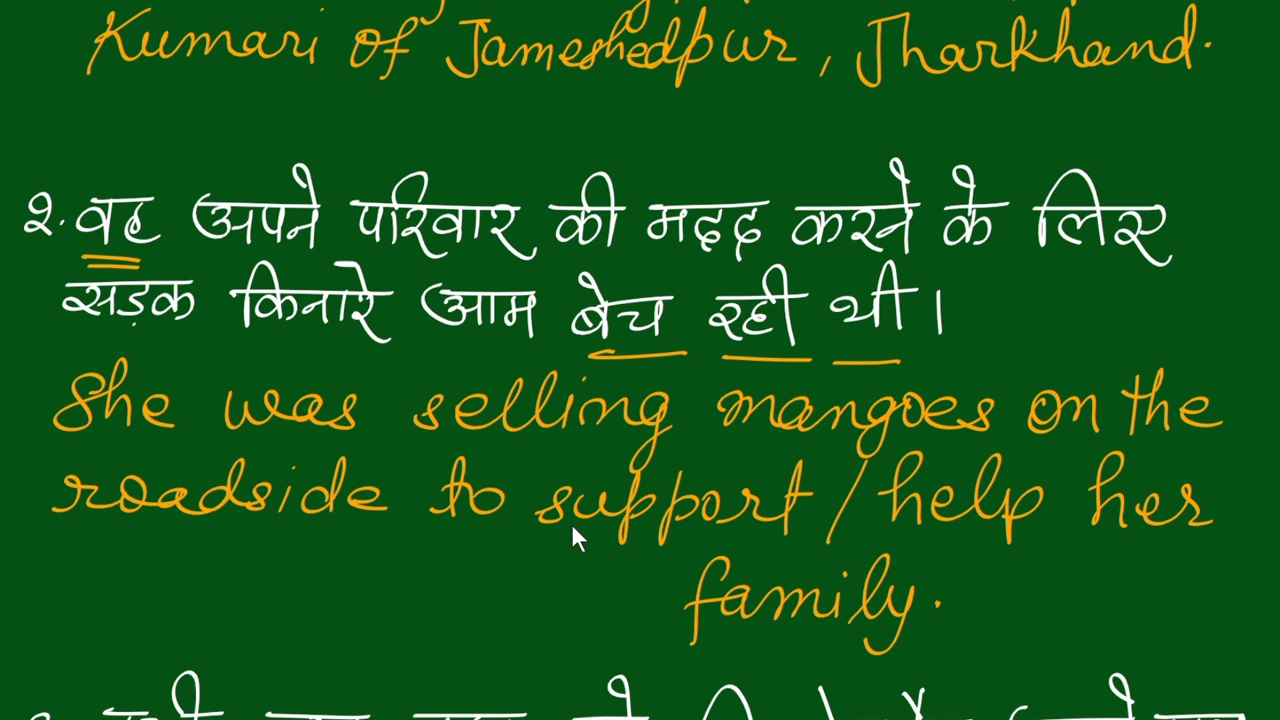 Kumari of Jameshedpur, Jharkhand.
२. वह अपने परिवार की मदद करने के लिए
सड़क किनारे आम बेच रही थी।
She was selling mangoes on the
roadside to support/help her
family.